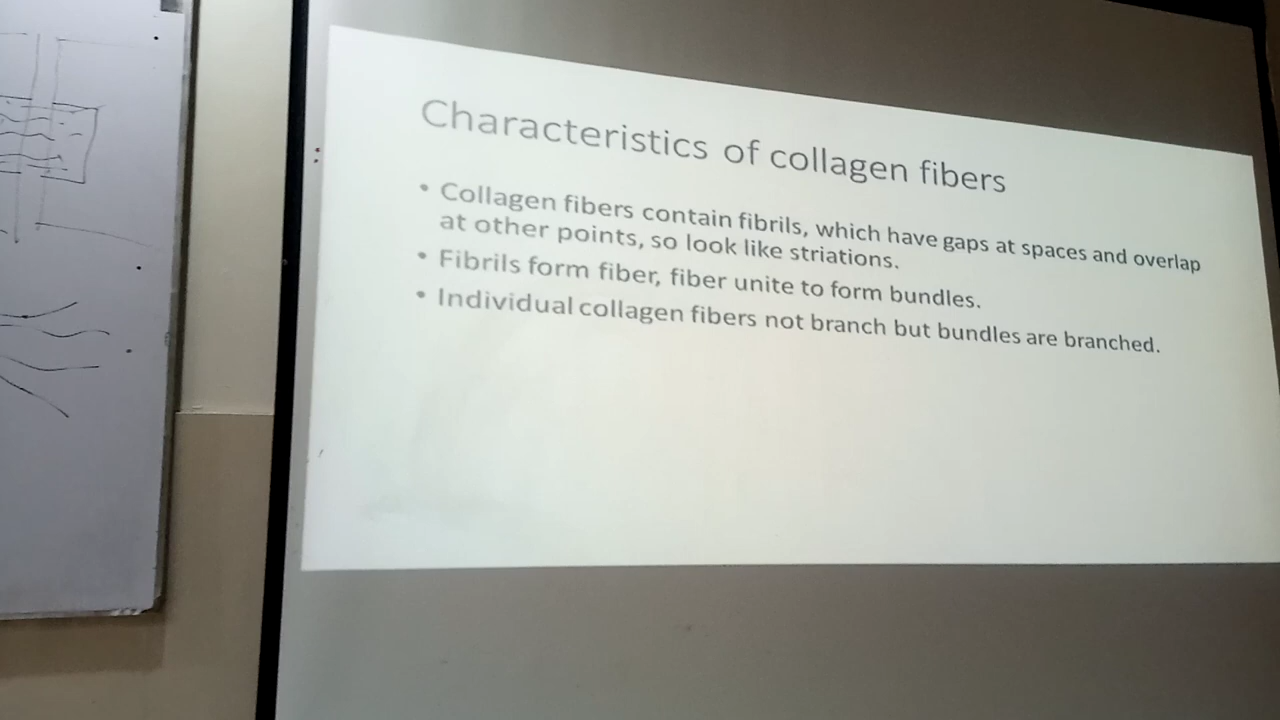 Characteristics of collagen fibers
• Collagen fibers contain fibrils, which have gaps at spaces and overlap
at other points, so look like striations.
• Fibrils form fiber, fiber unite to form bundles.
• Individual collagen fibers not branch but bundles are branched.